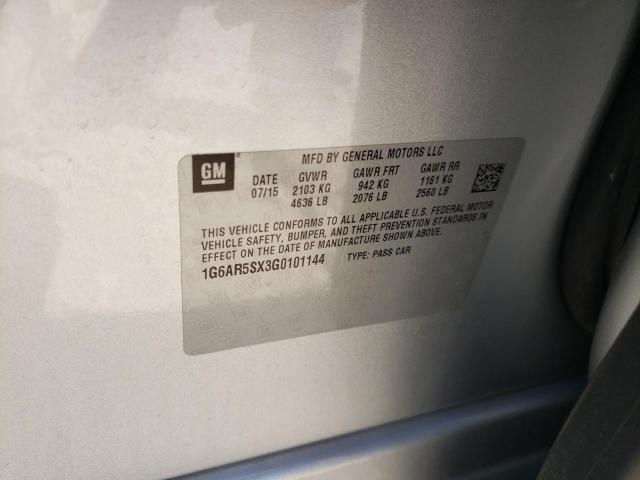 GM
MFD BY GENERAL MOTORS LLC
DATE GVWR GAWR FRT GAWR RR
07/15 2103 KG 942 KG 1161 KG
4636 LB 2076 LB 2560 LB
THIS VEHICLE CONFORMS TO ALL APPLICABLE U.S. FEDERAL MOTOR
VEHICLE SAFETY, BUMPER, AND THEFT PREVENTION STANDARDS IN
EFFECT ON THE DATE OF MANUFACTURE SHOWN ABOVE.
1G6AR5SX3G0101144 TYPE: PASS CAR